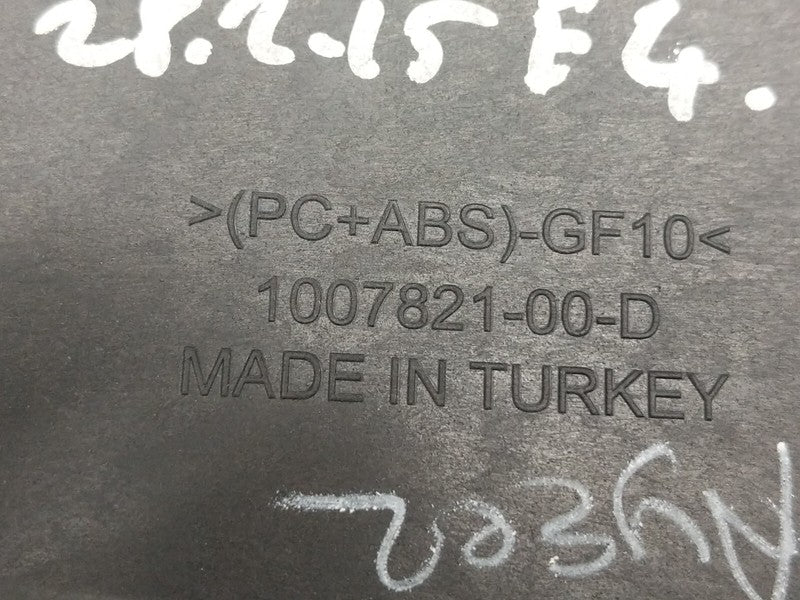 28.2.15 F4.
>(PC+ABS)-GF10<
1007821-00-D
MADE IN TURKEY